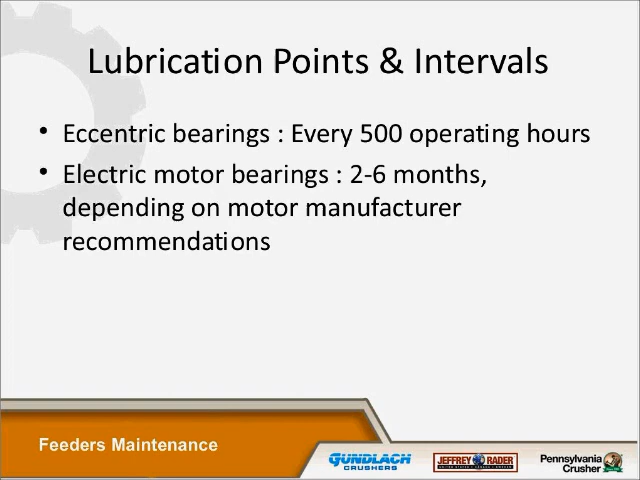 Lubrication Points & Intervals
• Eccentric bearings : Every 500 operating hours
• Electric motor bearings : 2-6 months,
depending on motor manufacturer
recommendations
Feeders Maintenance
GUNDLACH
CRUSHERS
JEFFREY RADER
Pennsylvania
Crusher